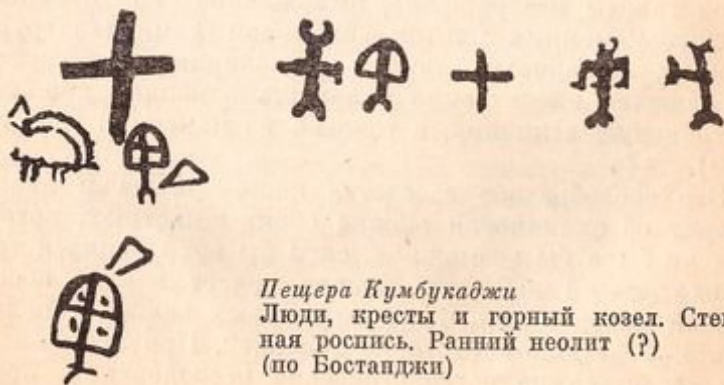 Пещера Кумбукаджи
Люди, кресты и горный козел. Стен
ная роспись. Ранний неолит (?)
(по Бостанджи)